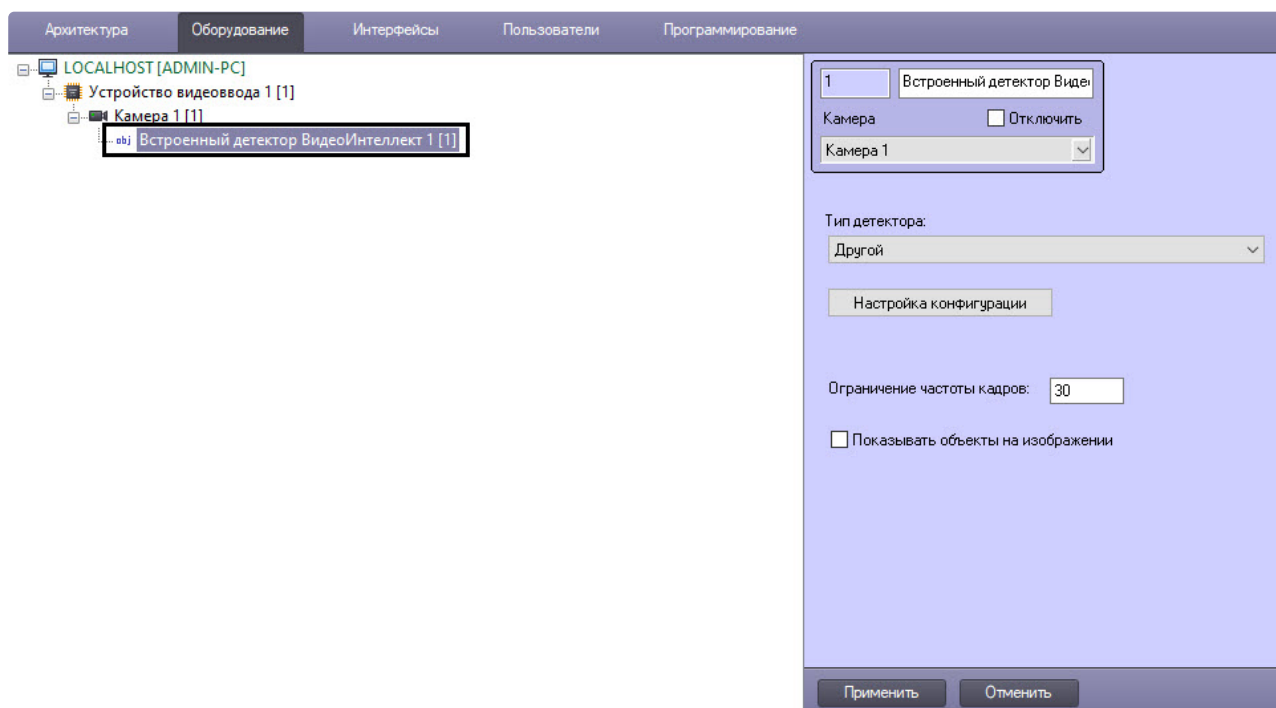 Архитектура Оборудование Интерфейсы Пользователи Программирование
LOCALHOST [ADMIN-PC]
Устройство видеоввода 1 [1]
Камера 1 [1]
obj Встроенный детектор ВидеоИнтеллект 1 [1]
1 Встроенный детектор Виде
Камера Отключить
Камера 1
Тип детектора:
Другой
Настройка конфигурации
Ограничение частоты кадров: 30
Показывать объекты на изображении
Применить Отменить